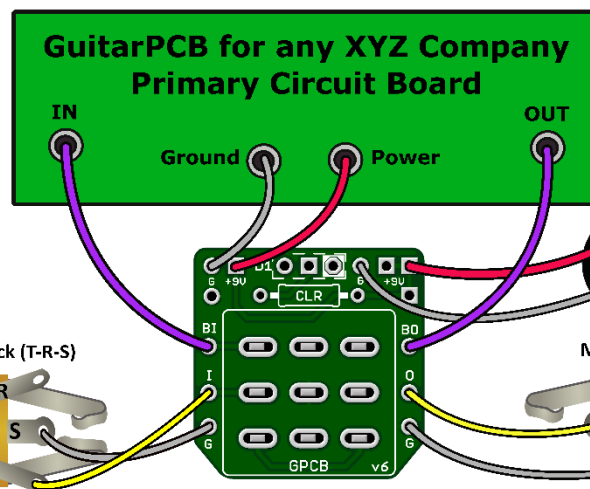 GuitarPCB for any XYZ Company
Primary Circuit Board
IN
OUT
Ground
Power
G +9V D1 G +9V
CLR
BI
BO
ck (T-R-S)
M
I
O
R
S
G
G
GPCB v6